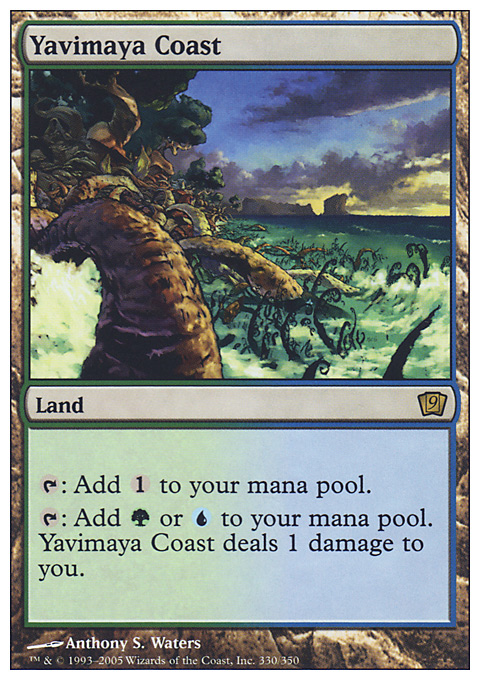 Yavimaya Coast
Land
9
: Add 1 to your mana pool.
: Add or to your mana pool.
Yavimaya Coast deals 1 damage to
you.
Anthony S. Waters
™ & © 1993–2005 Wizards of the Coast, Inc. 330/350